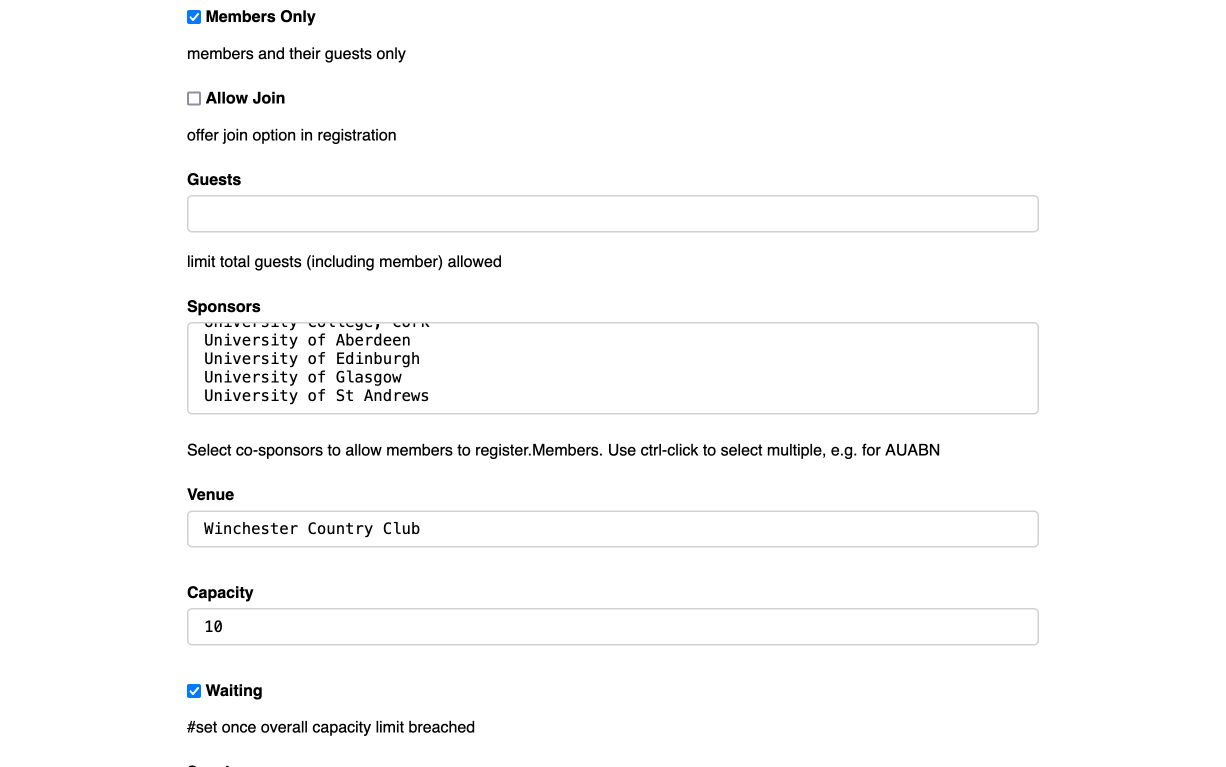 Members Only
members and their guests only
Allow Join
offer join option in registration
Guests
limit total guests (including member) allowed
Sponsors
University College, Cork
University of Aberdeen
University of Edinburgh
University of Glasgow
University of St Andrews
Select co-sponsors to allow members to register.Members. Use ctrl-click to select multiple, e.g. for AUABN
Venue
Winchester Country Club
Capacity
10
Waiting
#set once overall capacity limit breached